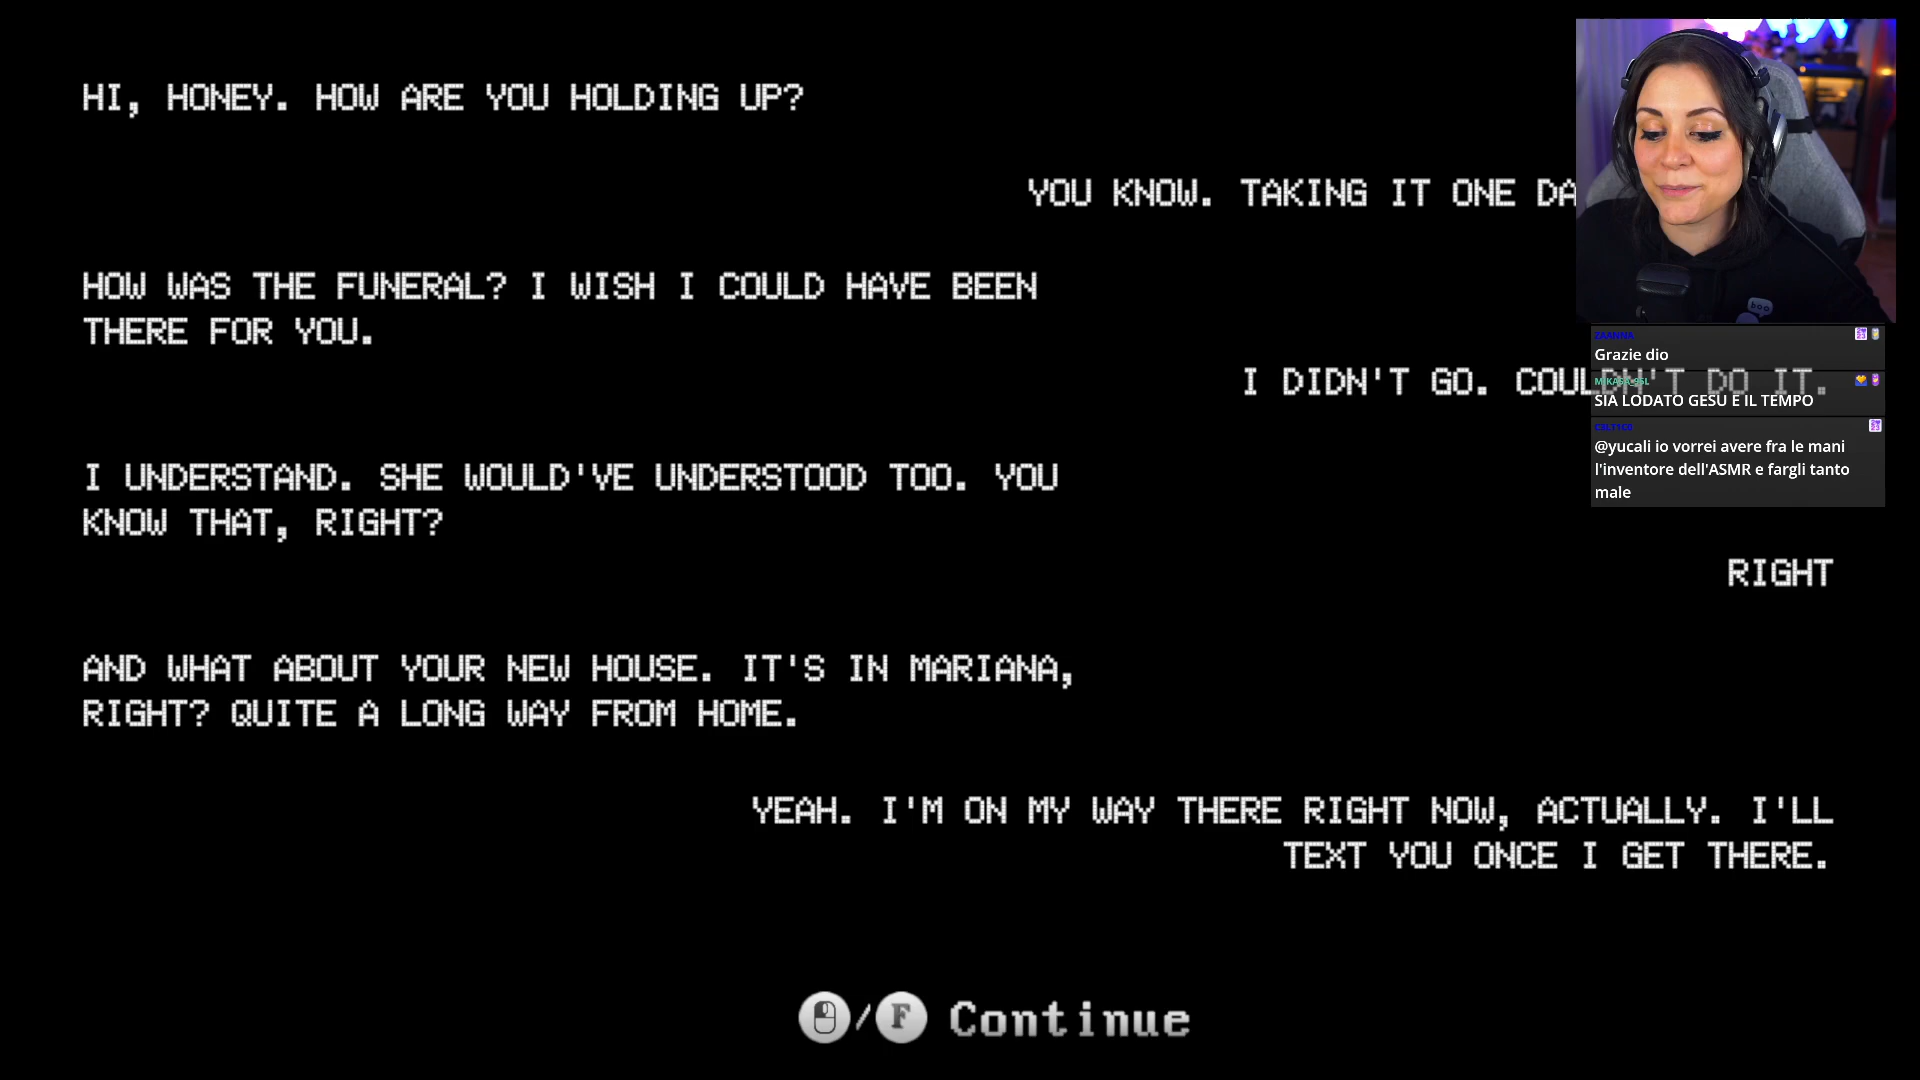 HI, HONEY. HOW ARE YOU HOLDING UP?
YOU KNOW. TAKING IT ONE DA
HOW WAS THE FUNERAL? I WISH I COULD HAVE BEEN
THERE FOR YOU.
I DIDN'T GO. COULDN'T DO IT.
I UNDERSTAND. SHE WOULD'VE UNDERSTOOD TOO. YOU
KNOW THAT, RIGHT?
RIGHT
AND WHAT ABOUT YOUR NEW HOUSE. IT'S IN MARIANA,
RIGHT? QUITE A LONG WAY FROM HOME.
YEAH. I'M ON MY WAY THERE RIGHT NOW, ACTUALLY. I'LL
TEXT YOU ONCE I GET THERE.
/ F Continue
boo
Grazie dio
SIA LODATO GESU E IL TEMPO
@yucali io vorrei avere fra le mani
l'inventore dell'ASMR e fargli tanto
male